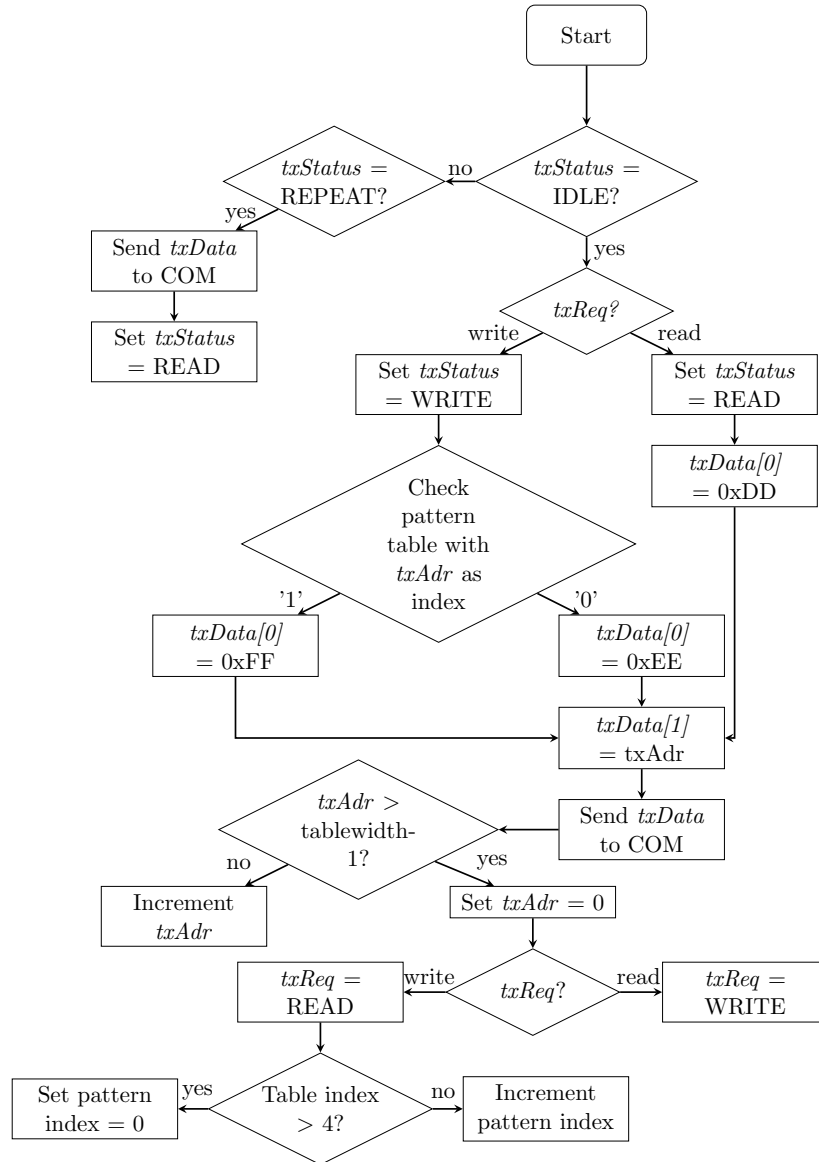 Start
txStatus =
REPEAT?
no
txStatus =
IDLE?
yes
yes
Send txData
to COM
txReq?
write
read
Set txStatus
= READ
Set txStatus
= WRITE
Set txStatus
= READ
txData[0]
= 0xDD
Check
pattern
table with
txAdr as
index
'1'
'0'
txData[0]
= 0xFF
txData[0]
= 0xEE
txData[1]
= txAdr
txAdr >
tablewidth-
1?
Send txData
to COM
no
yes
Increment
txAdr
Set txAdr = 0
txReq =
READ
write
txReq?
read
txReq =
WRITE
Set pattern
index = 0
yes
Table index
> 4?
no
Increment
pattern index